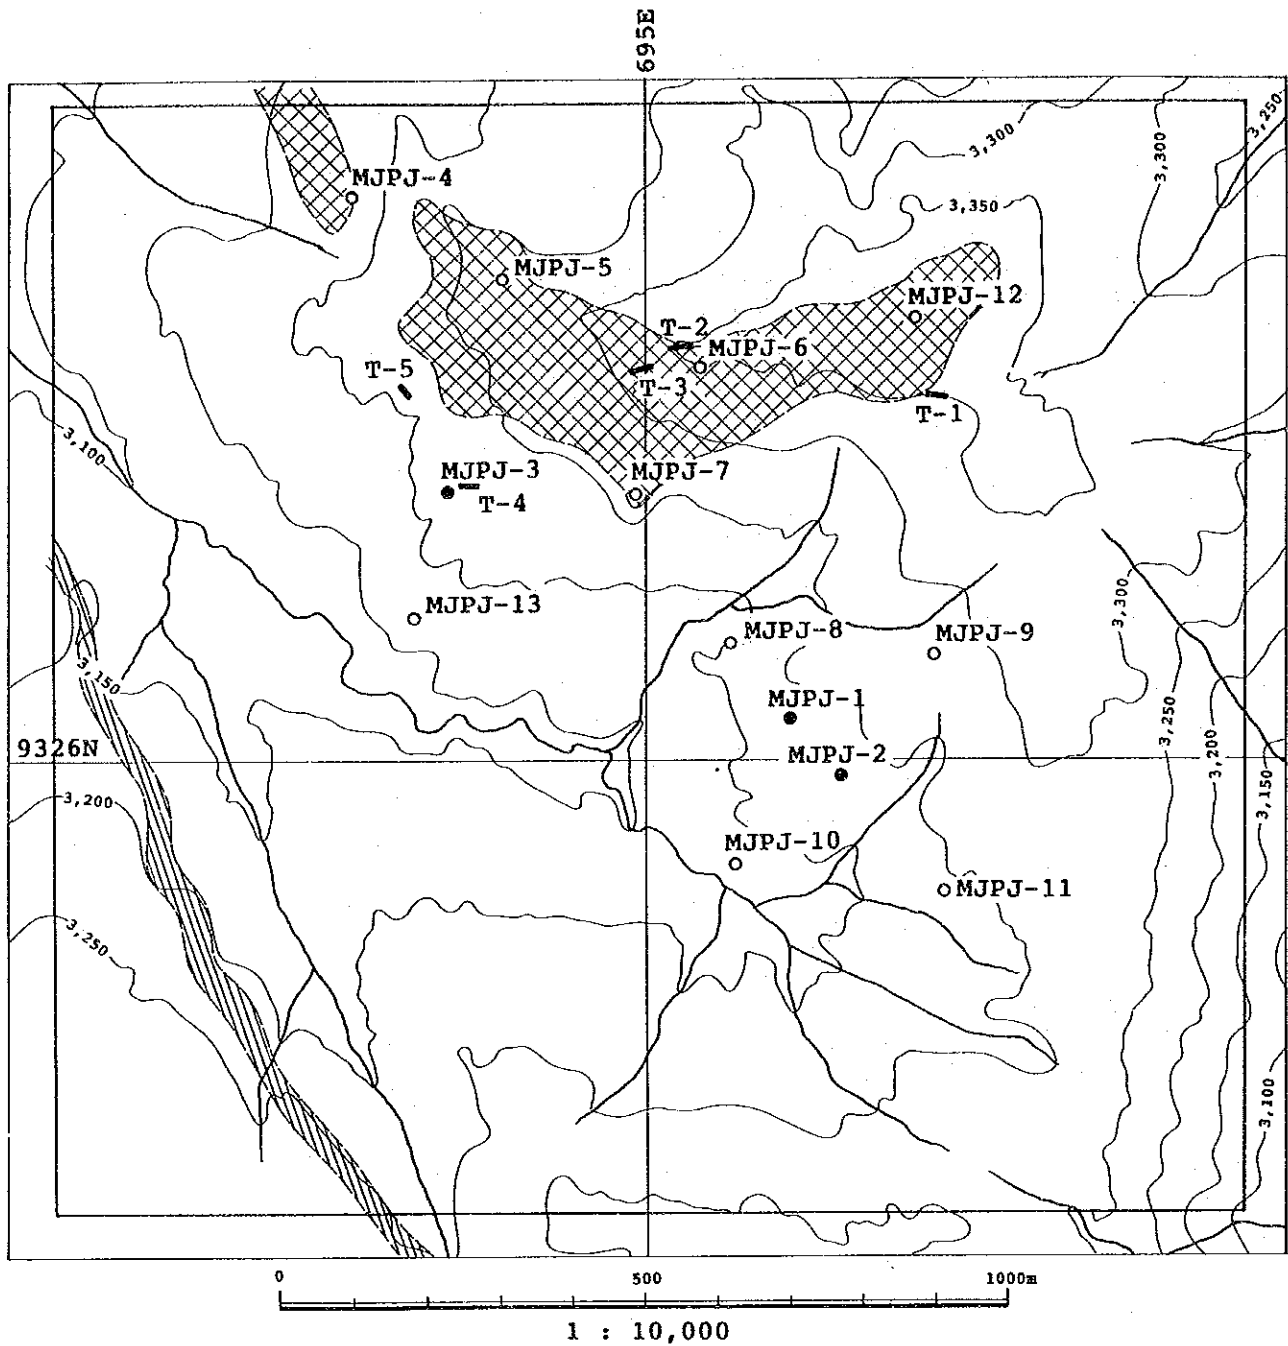 695E
3,250
3,300
3,300
MJPJ-4
3,350
MJPJ-5
MJPJ-12
T-2
MJPJ-6
T-5
T-3
T-1
3,100
MJPJ-3
MJPJ-7
T-4
MJPJ-13
3,300
MJPJ-8
MJPJ-9
3,150
MJPJ-1
3,250
9326N
MJPJ-2
3,200
3,200
3,150
MJPJ-10
MJPJ-11
3,250
3,100
0 500 1000m
1 : 10,000